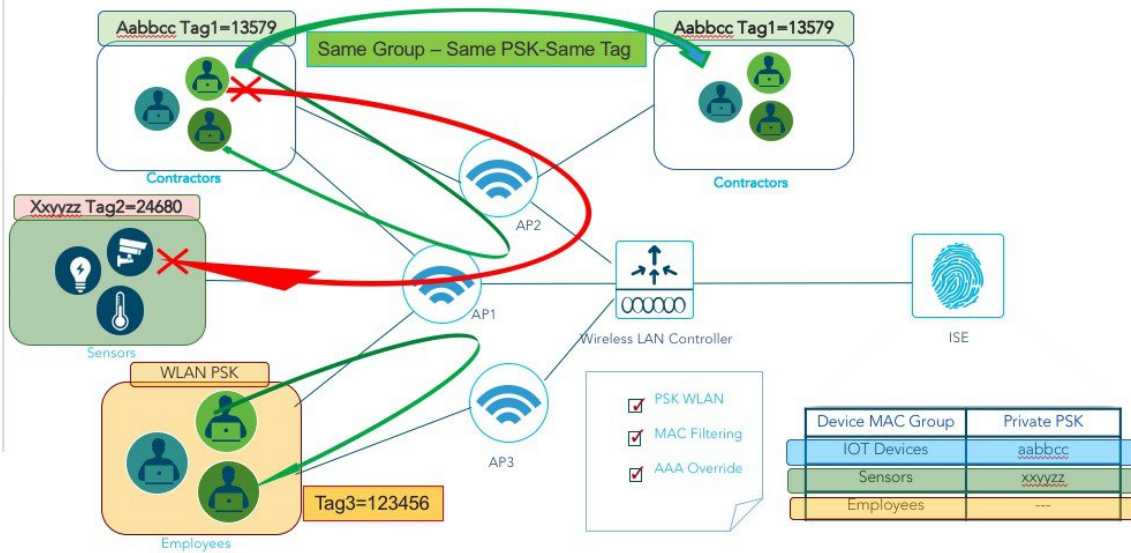 Aabbcc Tag1=13579
Aabbcc Tag1=13579
Same Group – Same PSK-Same Tag
Contractors
Contractors
Xxyyzz Tag2=24680
AP2
AP1
Sensors
Wireless LAN Controller
ISE
WLAN PSK
AP3
Tag3=123456
Employees
PSK WLAN
MAC Filtering
AAA Override
Device MAC Group Private PSK
IOT Devices aabbcc
Sensors xxyyzz
Employees ---